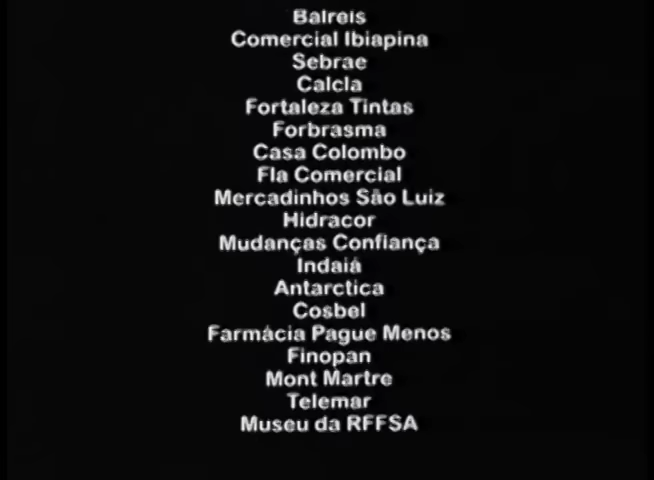 Balreis
Comercial Ibiapina
Sebrae
Calcla
Fortaleza Tintas
Forbrasma
Casa Colombo
Fla Comercial
Mercadinhos São Luiz
Hidracor
Mudanças Confiança
Indaiá
Antarctica
Cosbel
Farmácia Pague Menos
Finopan
Mont Martre
Telemar
Museu da RFFSA